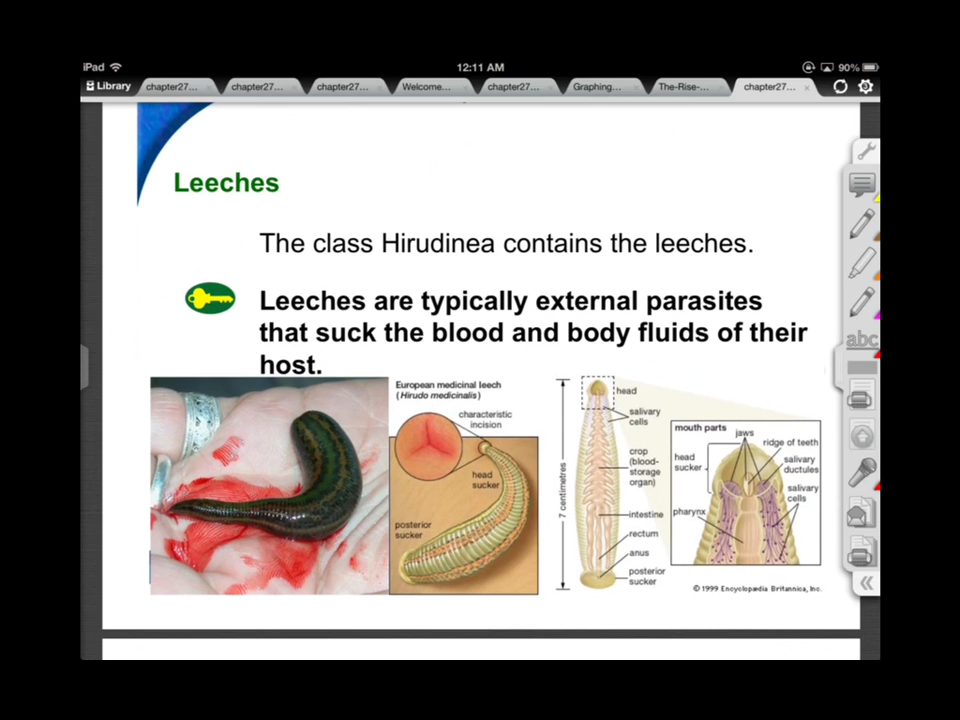 iPad
12:11 AM
90%
Library
chapter27...
chapter27...
chapter27...
Welcome...
chapter27...
Graphing...
The-Rise-...
chapter27...
Leeches
The class Hirudinea contains the leeches.
Leeches are typically external parasites
that suck the blood and body fluids of their
host.
European medicinal leech
(Hirudo medicinalis)
characteristic
incision
head
sucker
posterior
sucker
7 centimetres
head
salivary
cells
crop
(blood-
storage
organ)
intestine
rectum
anus
posterior
sucker
mouth parts
jaws
ridge of teeth
head
sucker
salivary
ductules
salivary
cells
pharynx
© 1999 Encyclopædia Britannica, Inc.
abc